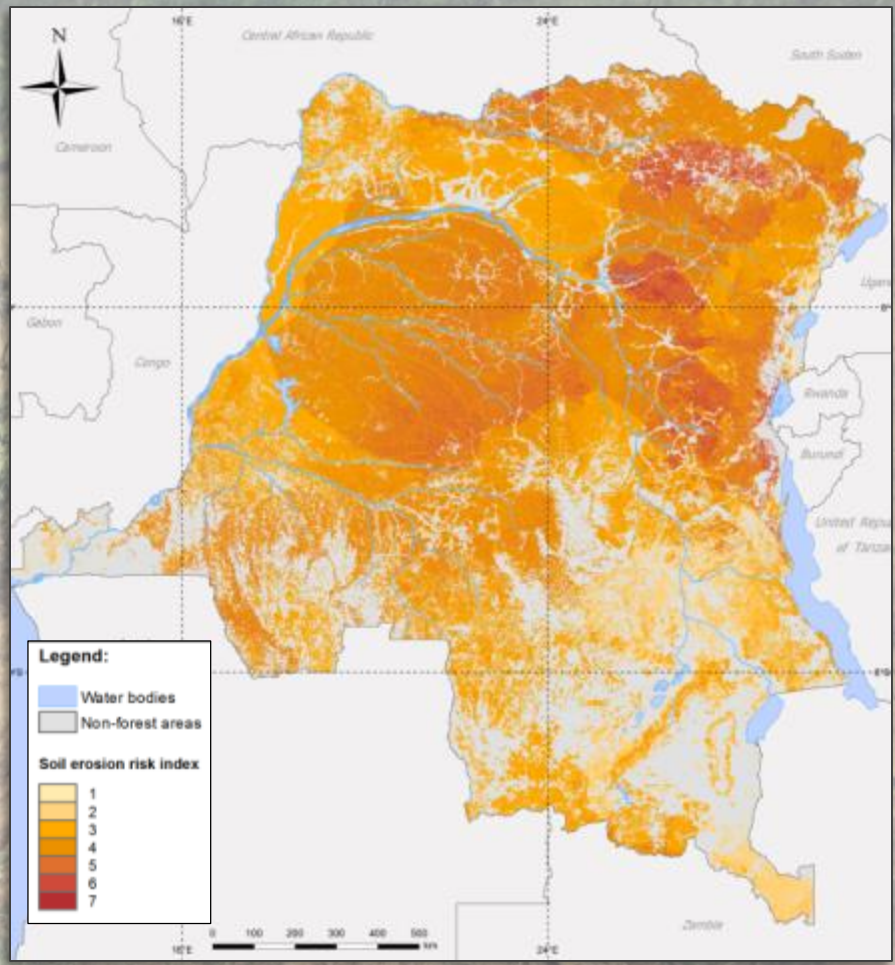 16°E
24°E
N
Central African Republic
South Sudan
Cameroon
0°
Gabon
Congo
Rwanda
Burundi
United Repu
of Tanza
Legend:
Water bodies
Non-forest areas
Soil erosion risk index
1
2
3
4
5
6
7
0 100 200 300 400 500
km
Zambia
16°E
24°E